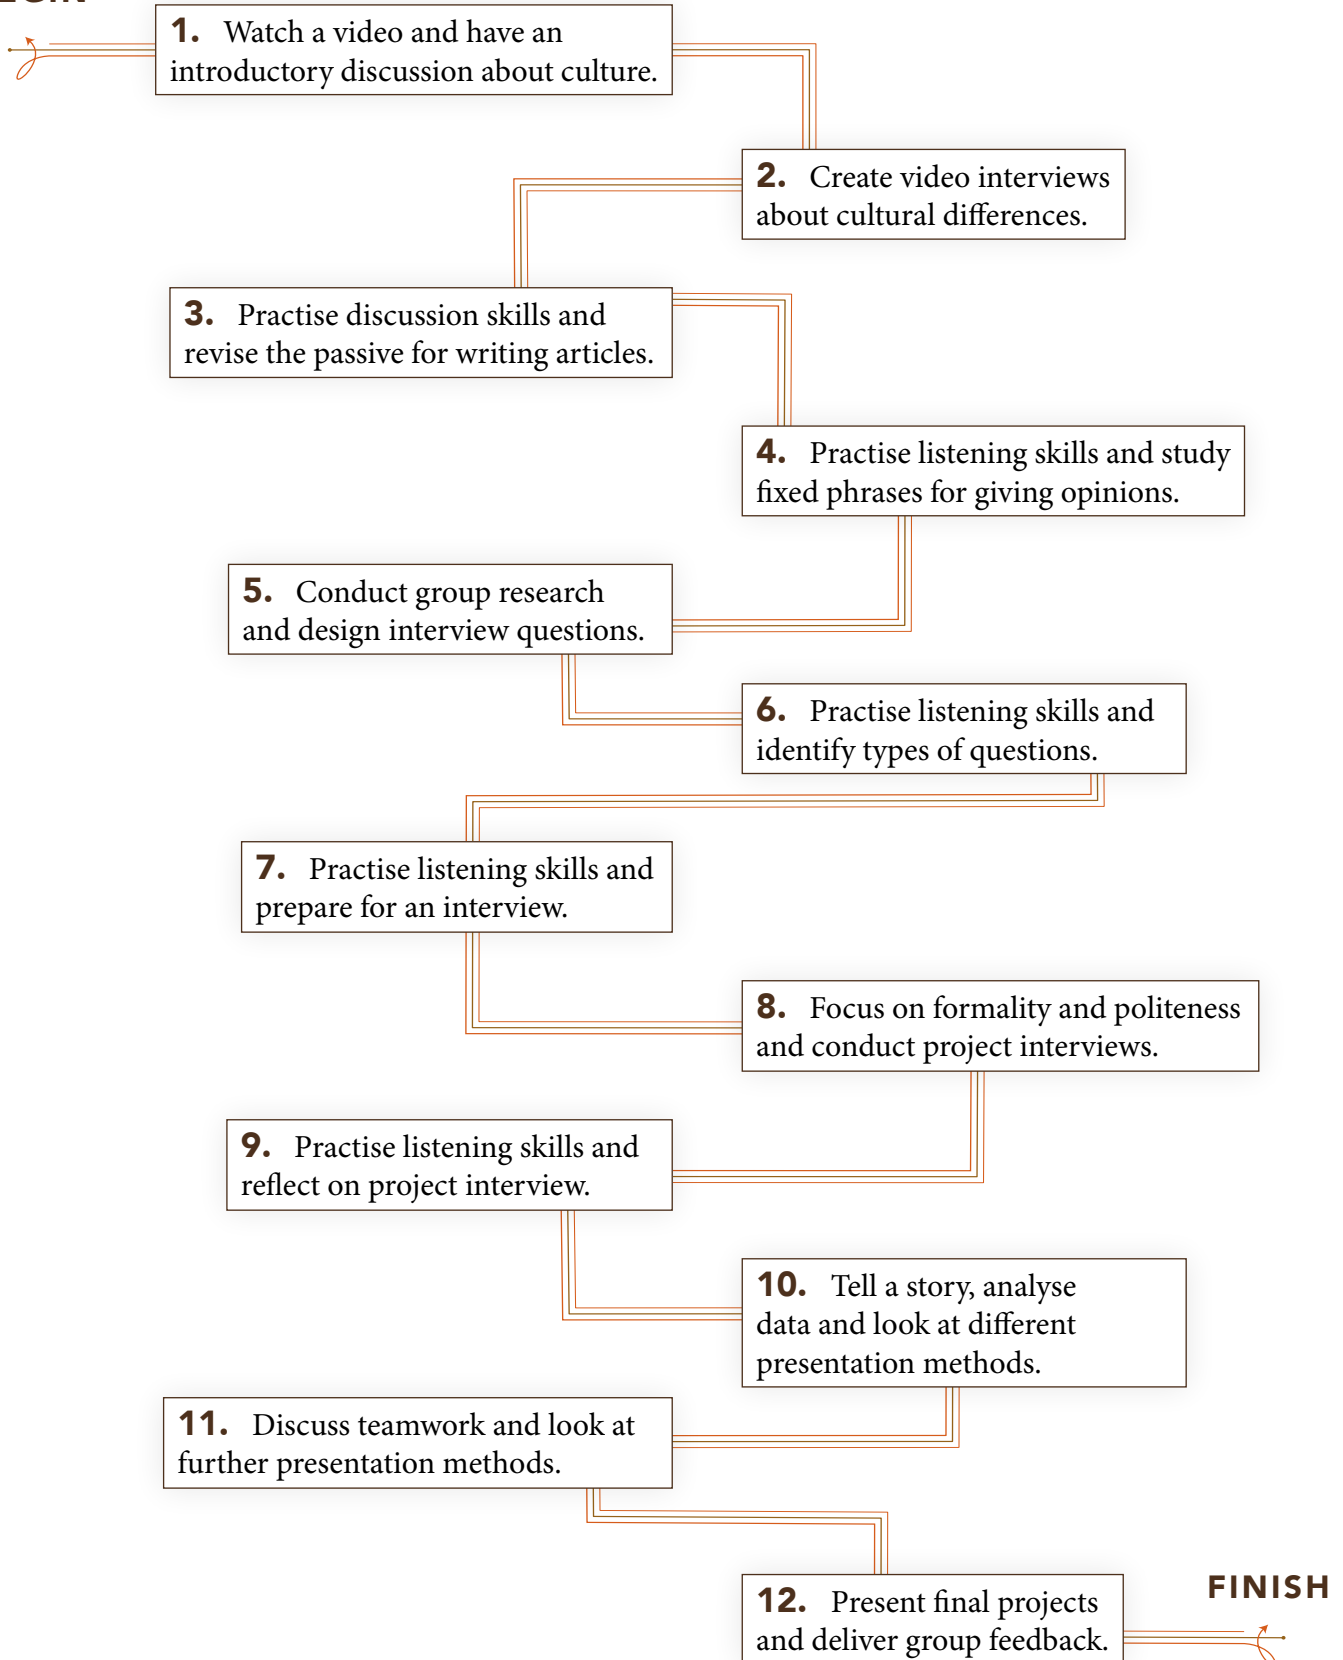 1. Watch a video and have an
introductory discussion about culture.
2. Create video interviews
about cultural differences.
3. Practise discussion skills and
revise the passive for writing articles.
4. Practise listening skills and study
fixed phrases for giving opinions.
5. Conduct group research
and design interview questions.
6. Practise listening skills and
identify types of questions.
7. Practise listening skills and
prepare for an interview.
8. Focus on formality and politeness
and conduct project interviews.
9. Practise listening skills and
reflect on project interview.
10. Tell a story, analyse
data and look at different
presentation methods.
11. Discuss teamwork and look at
further presentation methods.
FINISH
12. Present final projects
and deliver group feedback.